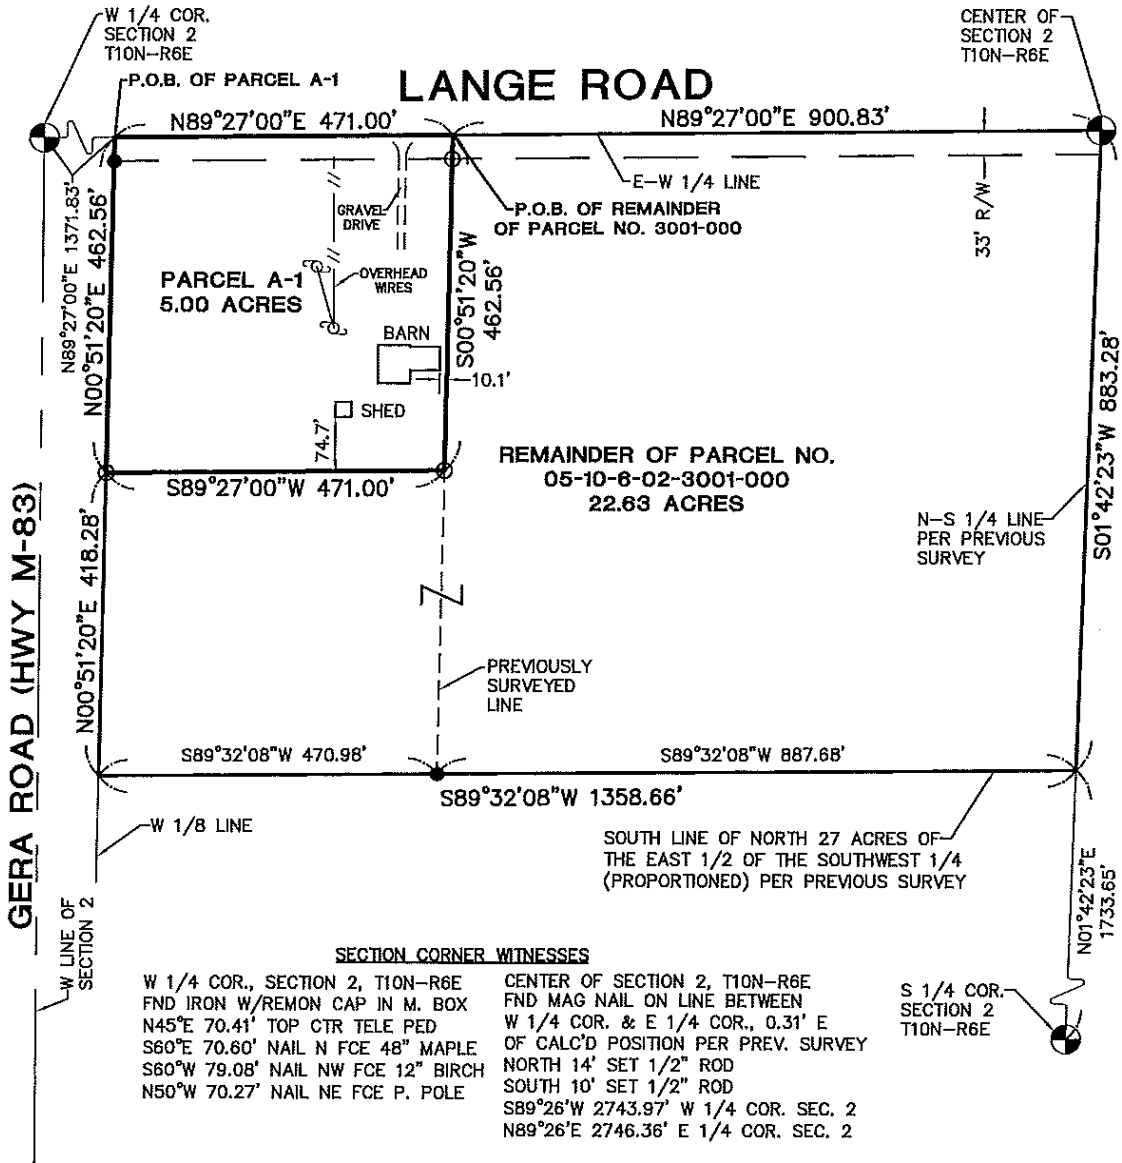 W 1/4 COR.
SECTION 2
T10N-R6E
CENTER OF
SECTION 2
T10N-R6E
P.O.B. OF PARCEL A-1
LANGE ROAD
N89°27'00"E 471.00'
N89°27'00"E 900.83'
E-W 1/4 LINE
33' R/W
GRAVEL
DRIVE
P.O.B. OF REMAINDER
OF PARCEL NO. 3001-000
N89°27'00"E 1371.83'
N00°51'20"E 462.56'
PARCEL A-1
5.00 ACRES
OVERHEAD
WIRES
S00°51'20"W
462.56'
BARN
10.1'
SHED
74.7'
S89°27'00"W 471.00'
REMAINDER OF PARCEL NO.
05-10-6-02-3001-000
22.63 ACRES
S01°42'23"W 883.28'
N-S 1/4 LINE
PER PREVIOUS
SURVEY
GERA ROAD (HWY M-83)
N00°51'20"E 418.28'
PREVIOUSLY
SURVEYED
LINE
S89°32'08"W 470.98'
S89°32'08"W 887.68'
S89°32'08"W 1358.66'
W 1/8 LINE
SOUTH LINE OF NORTH 27 ACRES OF
THE EAST 1/2 OF THE SOUTHWEST 1/4
(PROPORTIONED) PER PREVIOUS SURVEY
N01°42'23"E
1733.65'
W LINE OF
SECTION 2
S 1/4 COR.
SECTION 2
T10N-R6E
SECTION CORNER WITNESSES
W 1/4 COR., SECTION 2, T10N-R6E
FND IRON W/REMON CAP IN M. BOX
N45°E 70.41' TOP CTR TELE PED
S60°E 70.60' NAIL N FCE 48" MAPLE
S60°W 79.08' NAIL NW FCE 12" BIRCH
N50°W 70.27' NAIL NE FCE P. POLE
CENTER OF SECTION 2, T10N-R6E
FND MAG NAIL ON LINE BETWEEN
W 1/4 COR. & E 1/4 COR., 0.31' E
OF CALC'D POSITION PER PREV. SURVEY
NORTH 14' SET 1/2" ROD
SOUTH 10' SET 1/2" ROD
S89°26'W 2743.97' W 1/4 COR. SEC. 2
N89°26'E 2746.36' E 1/4 COR. SEC. 2